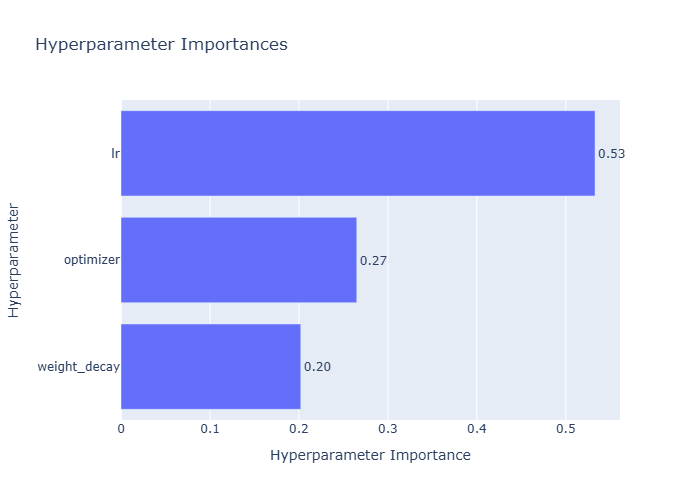 Hyperparameter Importances
Hyperparameter
lr
0.53
optimizer
0.27
weight_decay
0.20
0
0.1
0.2
0.3
0.4
0.5
Hyperparameter Importance